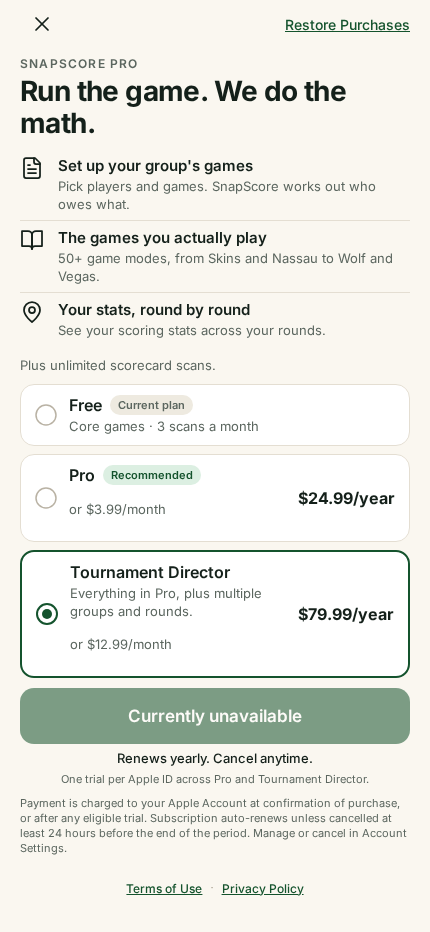 Restore Purchases
SNAPSCORE PRO
Run the game. We do the
math.
Set up your group's games
Pick players and games. SnapScore works out who
owes what.
The games you actually play
50+ game modes, from Skins and Nassau to Wolf and
Vegas.
Your stats, round by round
See your scoring stats across your rounds.
Plus unlimited scorecard scans.
Free Current plan
Core games · 3 scans a month
Pro Recommended
or $3.99/month
$24.99/year
Tournament Director
Everything in Pro, plus multiple
groups and rounds.
$79.99/year
or $12.99/month
Currently unavailable
Renews yearly. Cancel anytime.
One trial per Apple ID across Pro and Tournament Director.
Payment is charged to your Apple Account at confirmation of purchase,
or after any eligible trial. Subscription auto-renews unless cancelled at
least 24 hours before the end of the period. Manage or cancel in Account
Settings.
Terms of Use · Privacy Policy